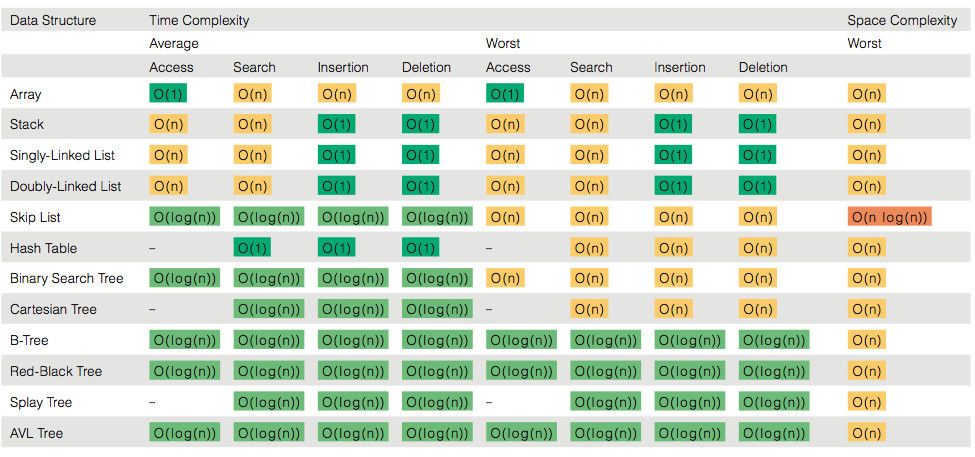 Data Structure Time Complexity Space Complexity
Average Worst Worst
Access Search Insertion Deletion Access Search Insertion Deletion
Array O(1) O(n) O(n) O(n) O(1) O(n) O(n) O(n) O(n)
Stack O(n) O(n) O(1) O(1) O(n) O(n) O(1) O(1) O(n)
Singly-Linked List O(n) O(n) O(1) O(1) O(n) O(n) O(1) O(1) O(n)
Doubly-Linked List O(n) O(n) O(1) O(1) O(n) O(n) O(1) O(1) O(n)
Skip List O(log(n)) O(log(n)) O(log(n)) O(log(n)) O(n) O(n) O(n) O(n) O(n log(n))
Hash Table – O(1) O(1) O(1) – O(n) O(n) O(n) O(n)
Binary Search Tree O(log(n)) O(log(n)) O(log(n)) O(log(n)) O(n) O(n) O(n) O(n) O(n)
Cartesian Tree – O(log(n)) O(log(n)) O(log(n)) – O(n) O(n) O(n) O(n)
B-Tree O(log(n)) O(log(n)) O(log(n)) O(log(n)) O(log(n)) O(log(n)) O(log(n)) O(log(n)) O(n)
Red-Black Tree O(log(n)) O(log(n)) O(log(n)) O(log(n)) O(log(n)) O(log(n)) O(log(n)) O(log(n)) O(n)
Splay Tree – O(log(n)) O(log(n)) O(log(n)) – O(log(n)) O(log(n)) O(log(n)) O(n)
AVL Tree O(log(n)) O(log(n)) O(log(n)) O(log(n)) O(log(n)) O(log(n)) O(log(n)) O(log(n)) O(n)